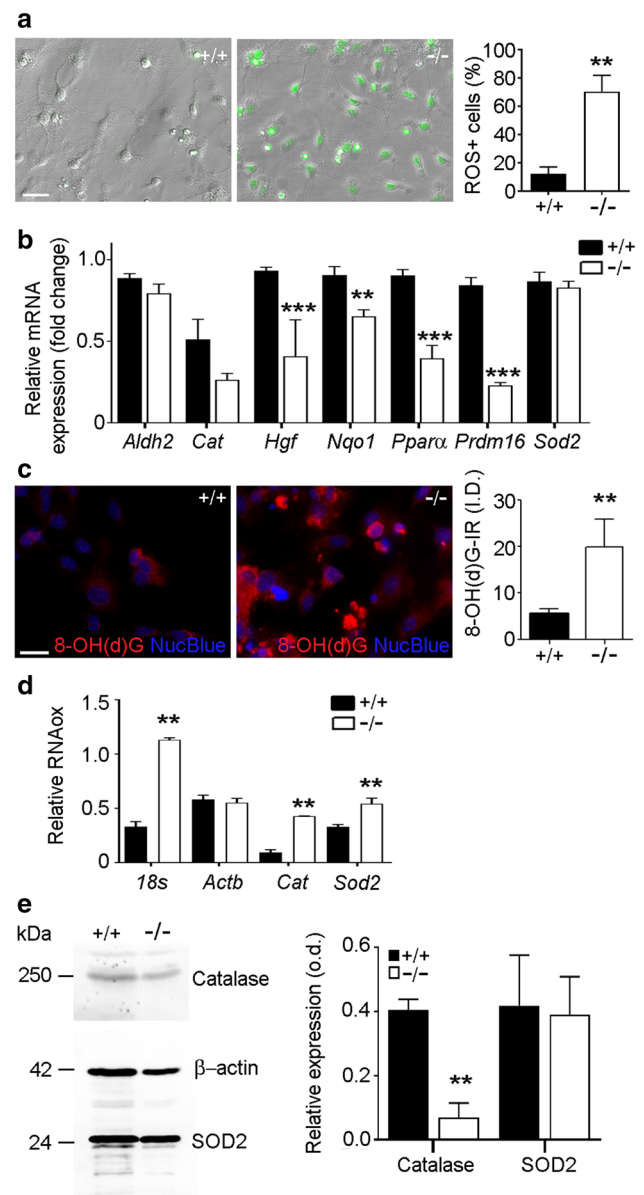 a
+/+
−/−
ROS+ cells (%)
100
80
60
40
20
0
**
+/+
−/−
b
Relative mRNA
expression (fold change)
1.0
0.5
0
+/+
−/−
***
**
***
***
Aldh2 Cat Hgf Nqo1 Pparα Prdm16 Sod2
c
+/+
8-OH(d)G NucBlue
−/−
8-OH(d)G NucBlue
8-OH(d)G-IR (I.D.)
30
20
10
0
**
+/+
−/−
d
Relative RNAox
1.5
1.0
0.5
0
+/+
−/−
**
**
**
18s Actb Cat Sod2
e
kDa +/+ −/−
250 Catalase
42 β–actin
24 SOD2
Relative expression (o.d.)
0.6
0.4
0.2
0.0
+/+
−/−
**
Catalase SOD2